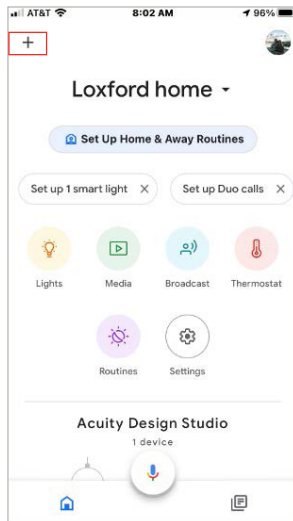 AT&T 8:02 AM 96%
+
Loxford home
Set Up Home & Away Routines
Set up 1 smart light X Set up Duo calls X
Lights Media Broadcast Thermostat
Routines Settings
Acuity Design Studio
1 device